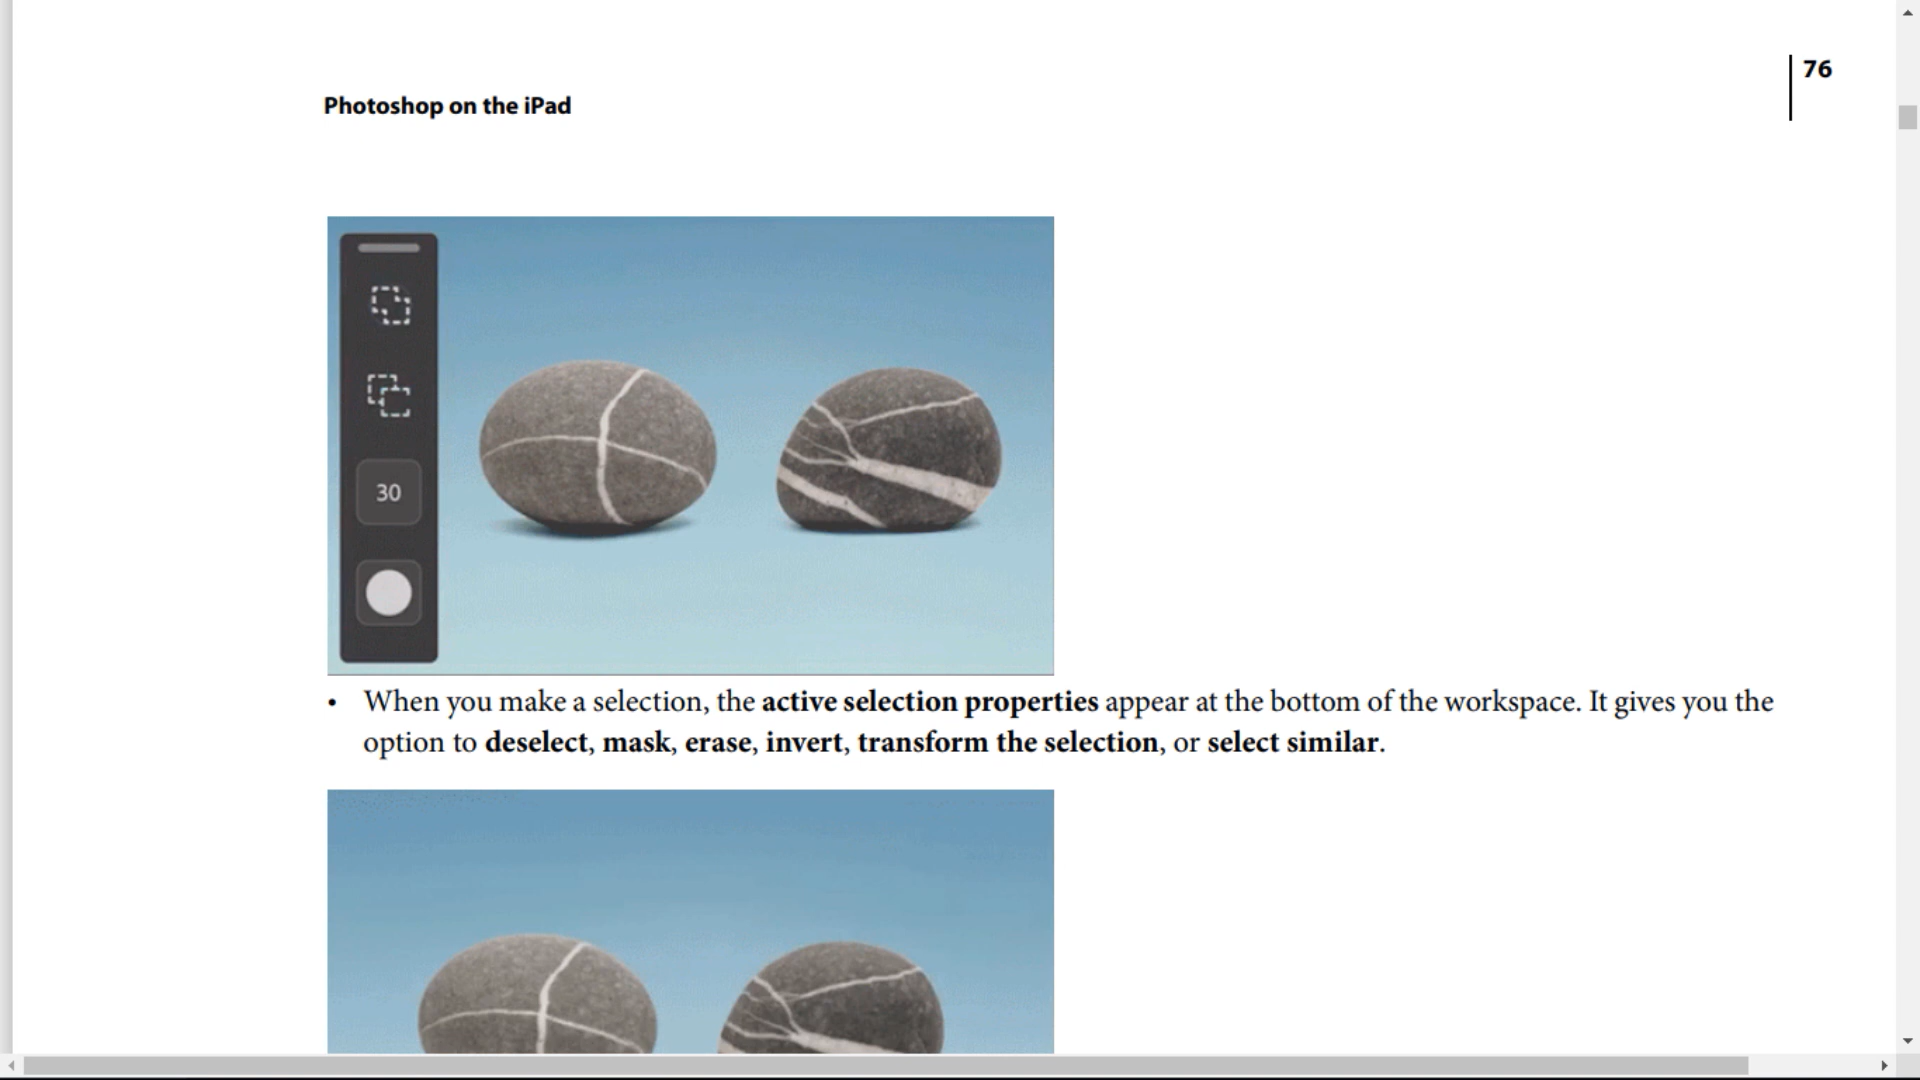 76
Photoshop on the iPad
30
• When you make a selection, the active selection properties appear at the bottom of the workspace. It gives you the
option to deselect, mask, erase, invert, transform the selection, or select similar.